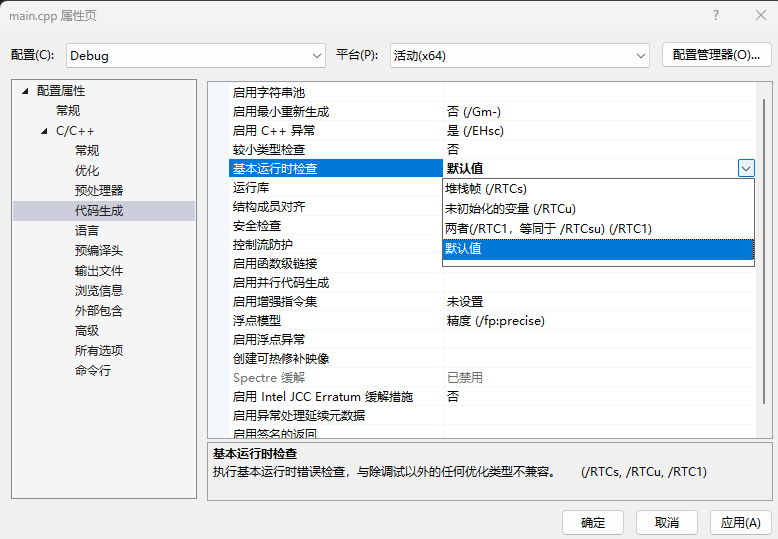 main.cpp 属性页
配置(C): Debug 平台(P): 活动(x64) 配置管理器(O)...
配置属性
常规
C/C++
常规
优化
预处理器
代码生成
语言
预编译头
输出文件
浏览信息
外部包含
高级
所有选项
命令行
启用字符串池
启用最小重新生成 否 (/Gm-)
启用 C++ 异常 是 (/EHsc)
较小类型检查 否
基本运行时检查 默认值
运行库
结构成员对齐
安全检查
控制流防护
启用函数级链接
启用并行代码生成
启用增强指令集 未设置
浮点模型 精度 (/fp:precise)
启用浮点异常
创建可热修补映像
Spectre 缓解 已禁用
启用 Intel JCC Erratum 缓解措施 否
启用异常处理延续元数据
启用签名的返回
堆栈帧 (/RTCs)
未初始化的变量 (/RTCu)
两者(/RTC1，等同于 /RTCsu) (/RTC1)
默认值
基本运行时检查
执行基本运行时错误检查，与除调试以外的任何优化类型不兼容。 (/RTCs, /RTCu, /RTC1)
确定 取消 应用(A)